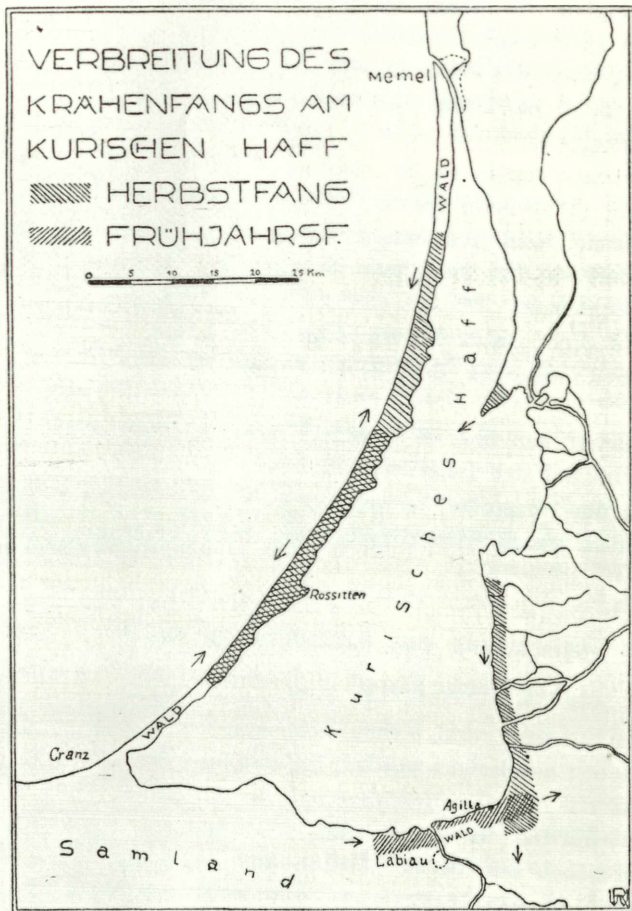 VERBREITUNG DES
KRÄHENFANGS AM
KURISCHEN HAFF
HERBSTFANG
FRÜHJAHRSF.
0 5 10 15 20 25 Km
Memel
WALD
Kurisches Haff
Rossitten
WALD
Cranz
Agilla
WALD
Labiau
Samland